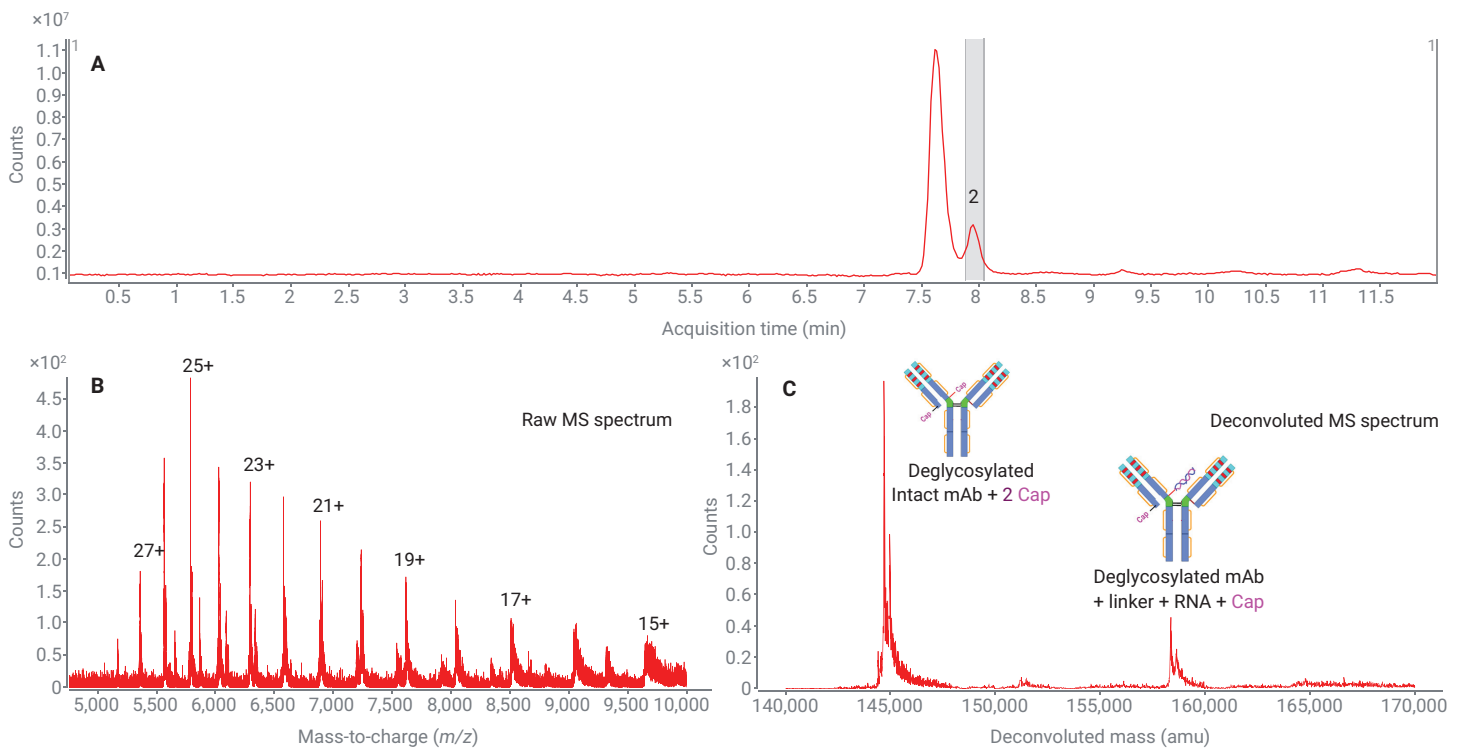 ×10⁷
1.1
1.0
0.9
0.8
0.7
0.6
0.5
0.4
0.3
0.2
0.1
Counts
1
A
2
1
0.5 1 1.5 2 2.5 3 3.5 4 4.5 5 5.5 6 6.5 7 7.5 8 8.5 9 9.5 10 10.5 11 11.5
Acquisition time (min)
×10²
4.5
4.0
3.5
3.0
2.5
2.0
1.5
1.0
0.5
0
Counts
B
Raw MS spectrum
27+
25+
23+
21+
19+
17+
15+
5,000 5,500 6,000 6,500 7,000 7,500 8,000 8,500 9,000 9,500 10,000
Mass-to-charge (m/z)
×10²
1.8
1.6
1.4
1.2
1.0
0.8
0.6
0.4
0.2
0
Counts
C
Deconvoluted MS spectrum
Cap
Cap
Deglycosylated
Intact mAb + 2 Cap
Cap
Deglycosylated mAb
+ linker + RNA + Cap
140,000 145,000 150,000 155,000 160,000 165,000 170,000
Deconvoluted mass (amu)